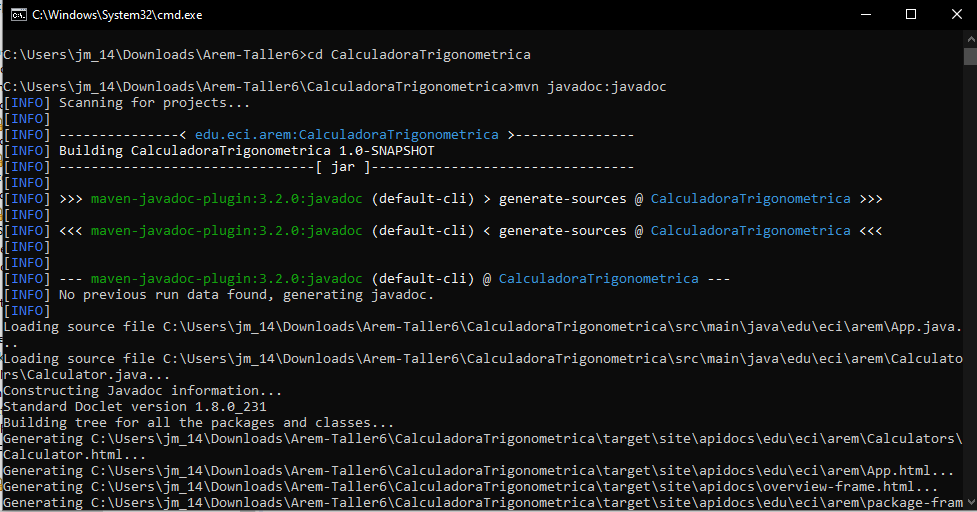 C:\Windows\System32\cmd.exe
C:\Users\jm_14\Downloads\Arem-Taller6>cd CalculadoraTrigonometrica
C:\Users\jm_14\Downloads\Arem-Taller6\CalculadoraTrigonometrica>mvn javadoc:javadoc
[INFO] Scanning for projects...
[INFO]
[INFO] ---------------< edu.eci.arem:CalculadoraTrigonometrica >---------------
[INFO] Building CalculadoraTrigonometrica 1.0-SNAPSHOT
[INFO] --------------------------------[ jar ]---------------------------------
[INFO]
[INFO] >>> maven-javadoc-plugin:3.2.0:javadoc (default-cli) > generate-sources @ CalculadoraTrigonometrica >>>
[INFO]
[INFO] <<< maven-javadoc-plugin:3.2.0:javadoc (default-cli) < generate-sources @ CalculadoraTrigonometrica <<<
[INFO]
[INFO]
[INFO] --- maven-javadoc-plugin:3.2.0:javadoc (default-cli) @ CalculadoraTrigonometrica ---
[INFO] No previous run data found, generating javadoc.
[INFO]
Loading source file C:\Users\jm_14\Downloads\Arem-Taller6\CalculadoraTrigonometrica\src\main\java\edu\eci\arem\App.java.
..
Loading source file C:\Users\jm_14\Downloads\Arem-Taller6\CalculadoraTrigonometrica\src\main\java\edu\eci\arem\Calculato
rs\Calculator.java...
Constructing Javadoc information...
Standard Doclet version 1.8.0_231
Building tree for all the packages and classes...
Generating C:\Users\jm_14\Downloads\Arem-Taller6\CalculadoraTrigonometrica\target\site\apidocs\edu\eci\arem\Calculators\
Calculator.html...
Generating C:\Users\jm_14\Downloads\Arem-Taller6\CalculadoraTrigonometrica\target\site\apidocs\edu\eci\arem\App.html...
Generating C:\Users\jm_14\Downloads\Arem-Taller6\CalculadoraTrigonometrica\target\site\apidocs\overview-frame.html...
Generating C:\Users\jm_14\Downloads\Arem-Taller6\CalculadoraTrigonometrica\target\site\apidocs\edu\eci\arem\package-fram